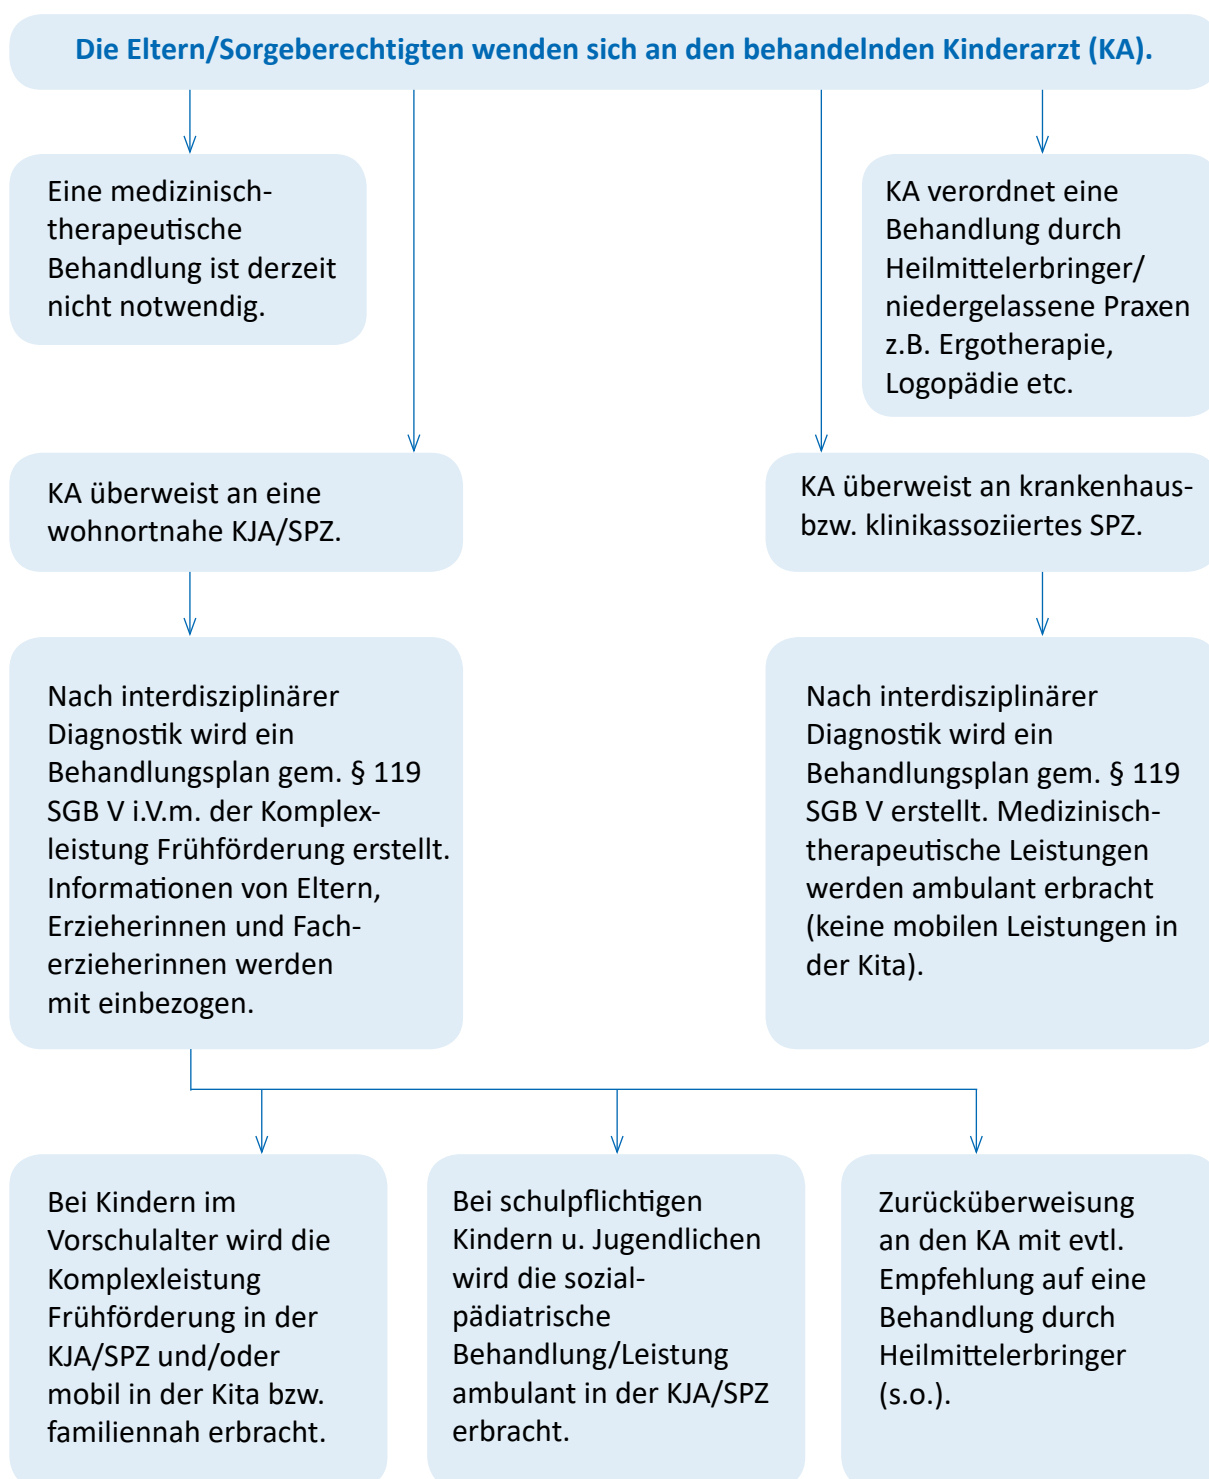 Die Eltern/Sorgeberechtigten wenden sich an den behandelnden Kinderarzt (KA).
Eine medizinisch-
therapeutische
Behandlung ist derzeit
nicht notwendig.
KA verordnet eine
Behandlung durch
Heilmittelerbringer/
niedergelassene Praxen
z.B. Ergotherapie,
Logopädie etc.
KA überweist an eine
wohnortnahe KJA/SPZ.
KA überweist an krankenhaus-
bzw. klinikassoziiertes SPZ.
Nach interdisziplinärer
Diagnostik wird ein
Behandlungsplan gem. § 119
SGB V i.V.m. der Komplex-
leistung Frühförderung erstellt.
Informationen von Eltern,
Erzieherinnen und Fach-
erzieherinnen werden
mit einbezogen.
Nach interdisziplinärer
Diagnostik wird ein
Behandlungsplan gem. § 119
SGB V erstellt. Medizinisch-
therapeutische Leistungen
werden ambulant erbracht
(keine mobilen Leistungen in
der Kita).
Bei Kindern im
Vorschulalter wird die
Komplexleistung
Frühförderung in der
KJA/SPZ und/oder
mobil in der Kita bzw.
familiennah erbracht.
Bei schulpflichtigen
Kindern u. Jugendlichen
wird die sozial-
pädiatrische
Behandlung/Leistung
ambulant in der KJA/SPZ
erbracht.
Zurücküberweisung
an den KA mit evtl.
Empfehlung auf eine
Behandlung durch
Heilmittelerbringer
(s.o.).